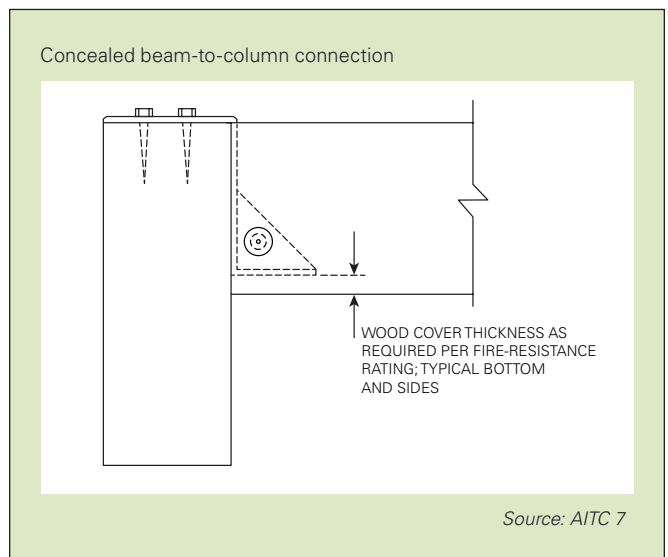 Concealed beam-to-column connection
WOOD COVER THICKNESS AS
REQUIRED PER FIRE-RESISTANCE
RATING; TYPICAL BOTTOM
AND SIDES
Source: AITC 7